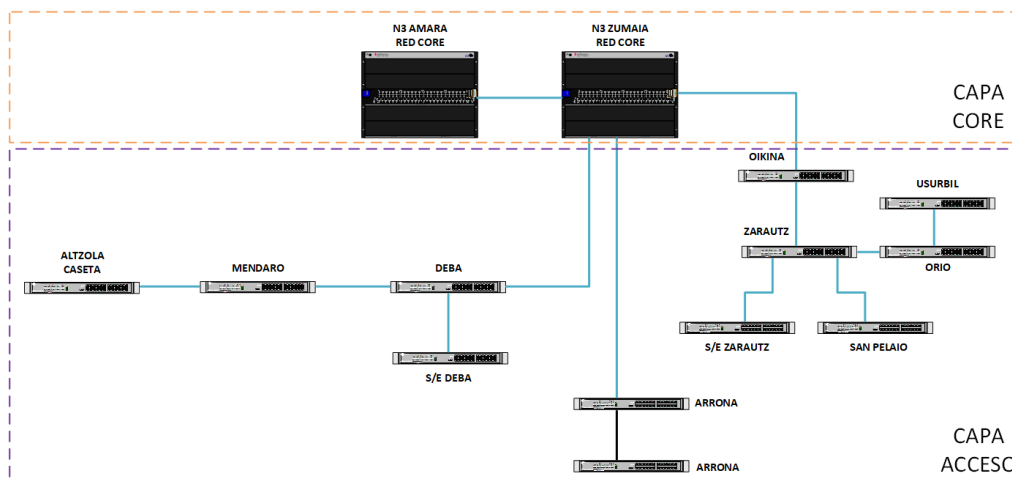 N3 AMARA
RED CORE
N3 ZUMAIA
RED CORE
CAPA
CORE
OIKINA
USURBIL
ZARAUTZ
ORIO
ALTZOLA
CASETA
MENDARO
DEBA
S/E ZARAUTZ
SAN PELAIO
S/E DEBA
ARRONA
CAPA
ACCESO
ARRONA